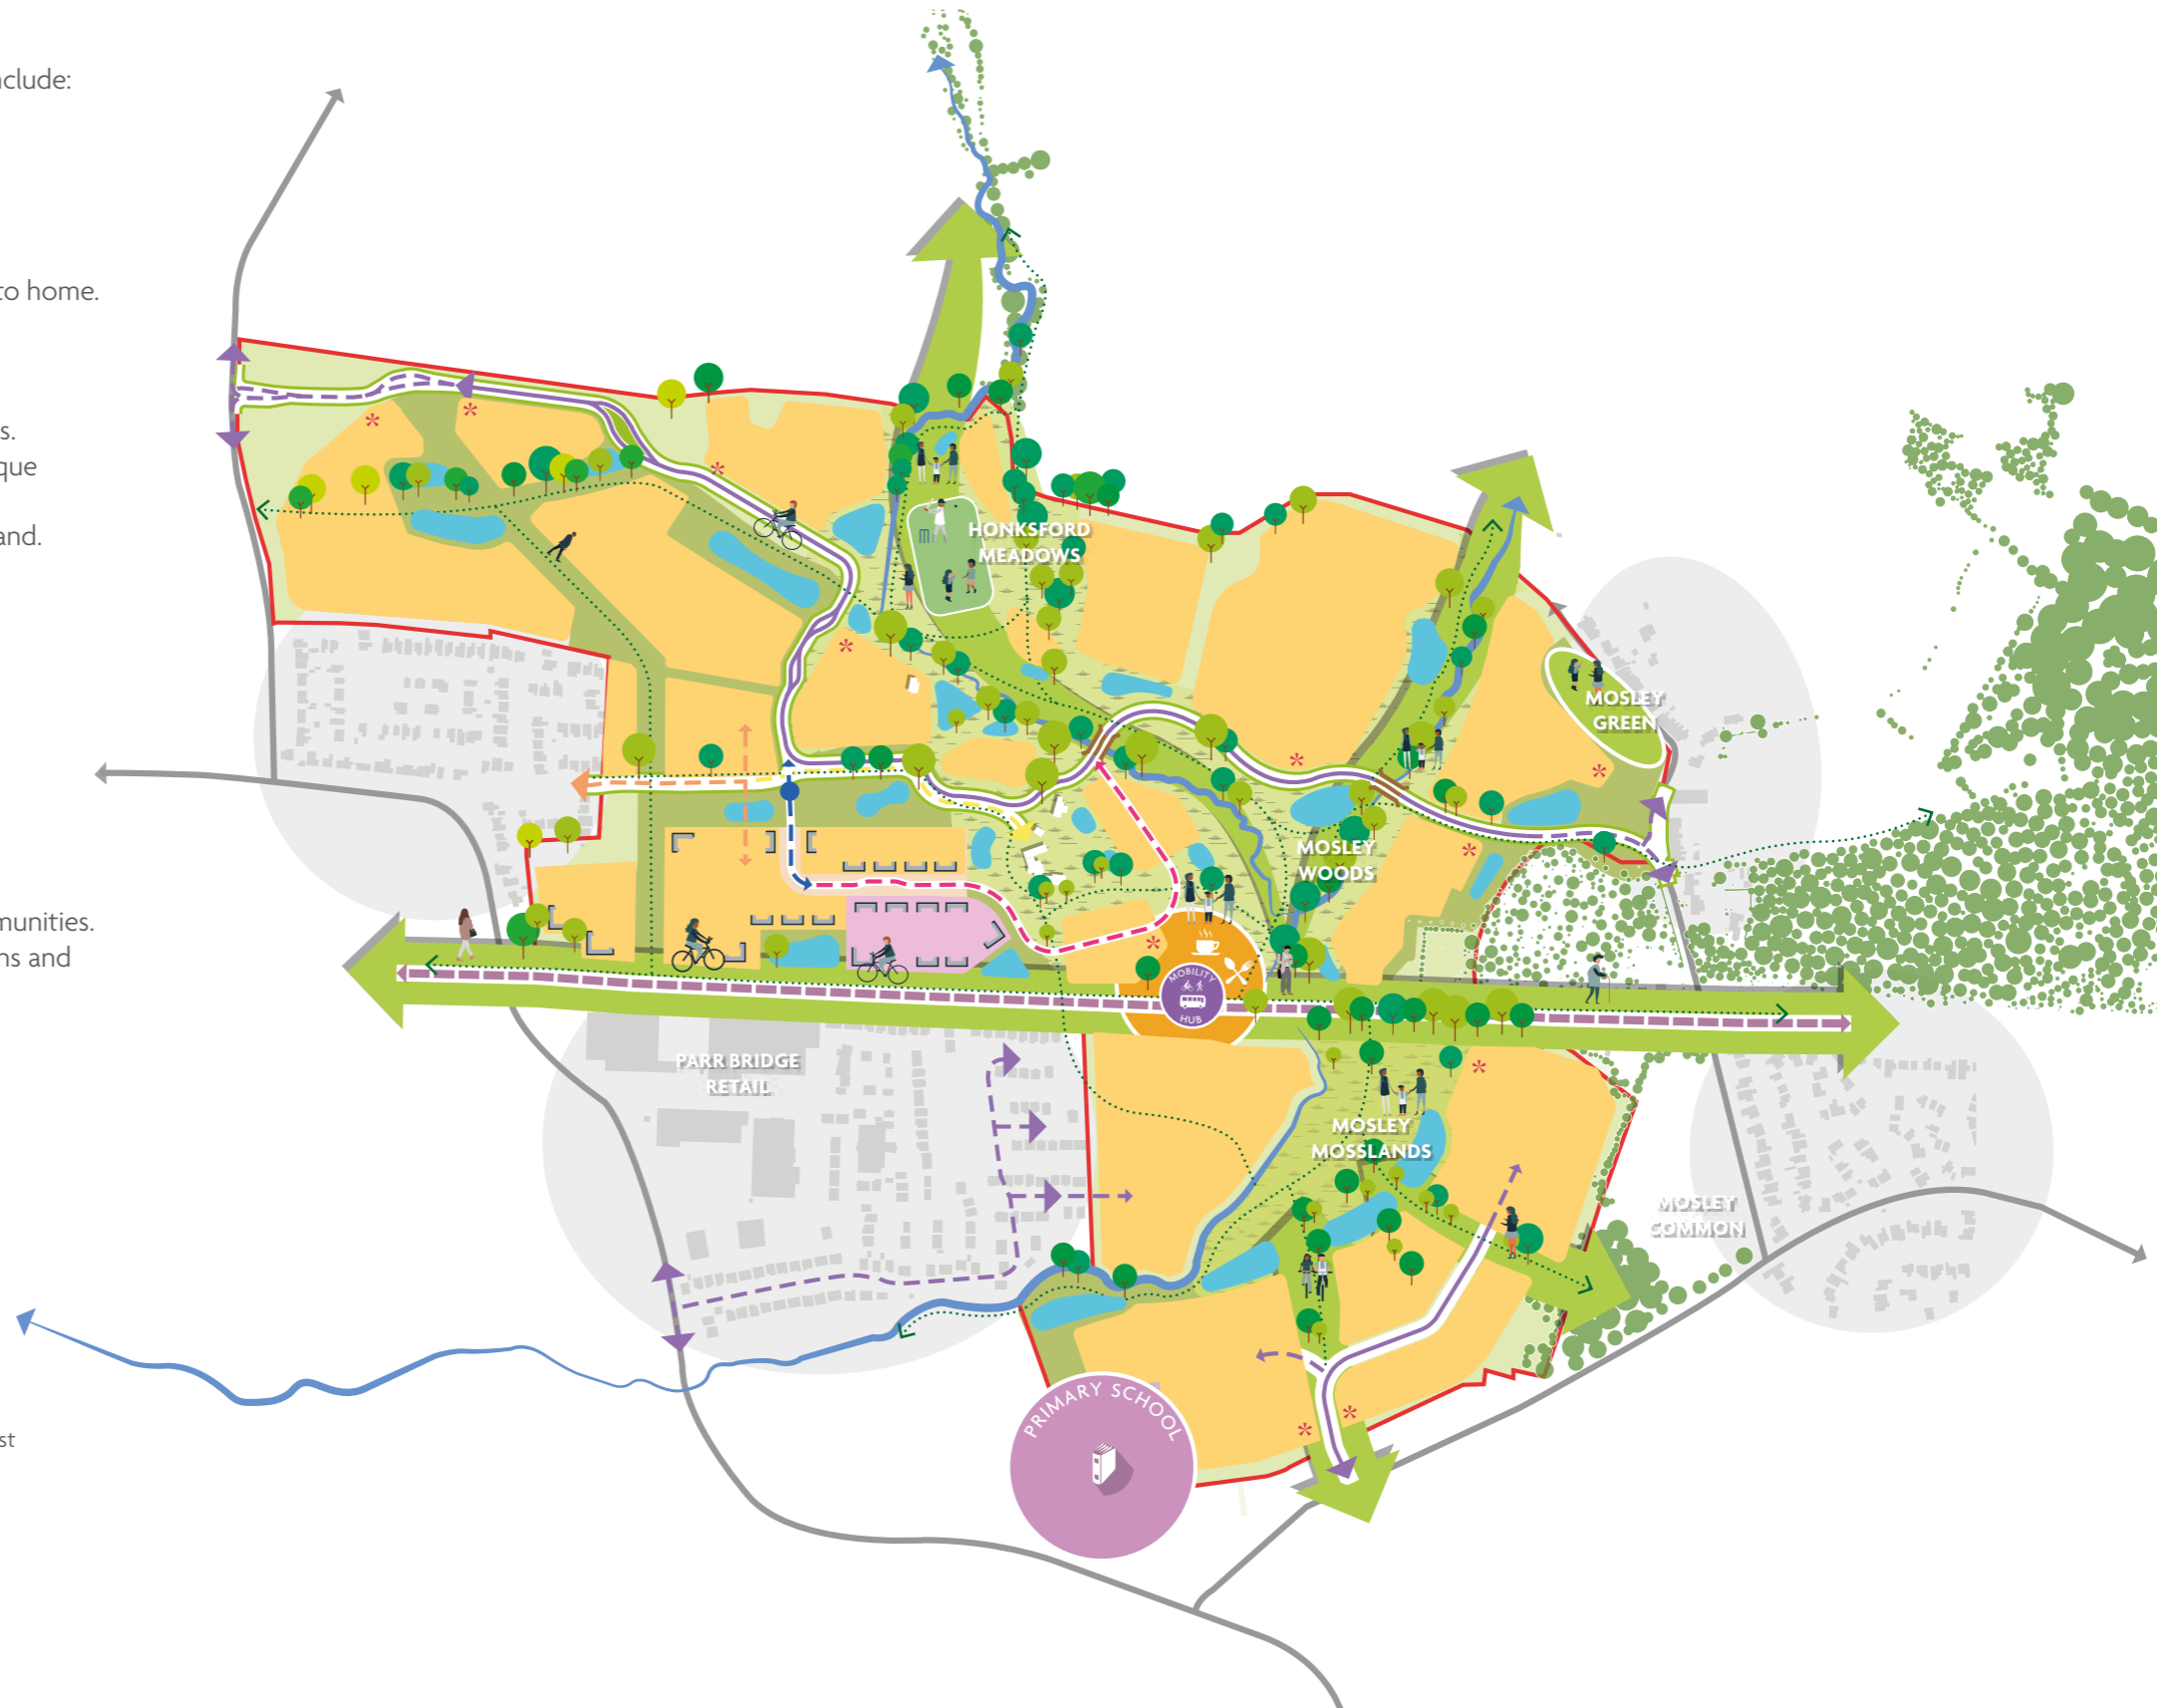 clude:
to home.
s.
que
and.
munities.
ns and
st
HONKSFORD
MEADOWS
MOSLEY
GREEN
MOSLEY
WOODS
MOBILITY
HUB
PARR BRIDGE
RETAIL
MOSLEY
MOSSLANDS
MOSLEY
COMMON
PRIMARY SCHOOL